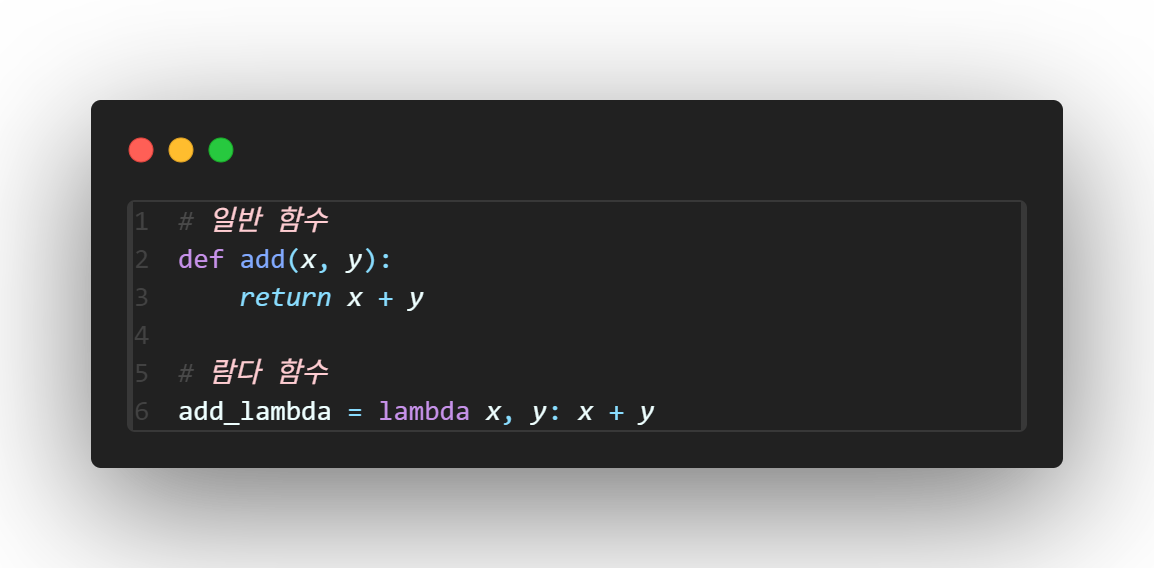 1 # 일반 함수
2 def add(x, y):
3     return x + y
4
5 # 람다 함수
6 add_lambda = lambda x, y: x + y